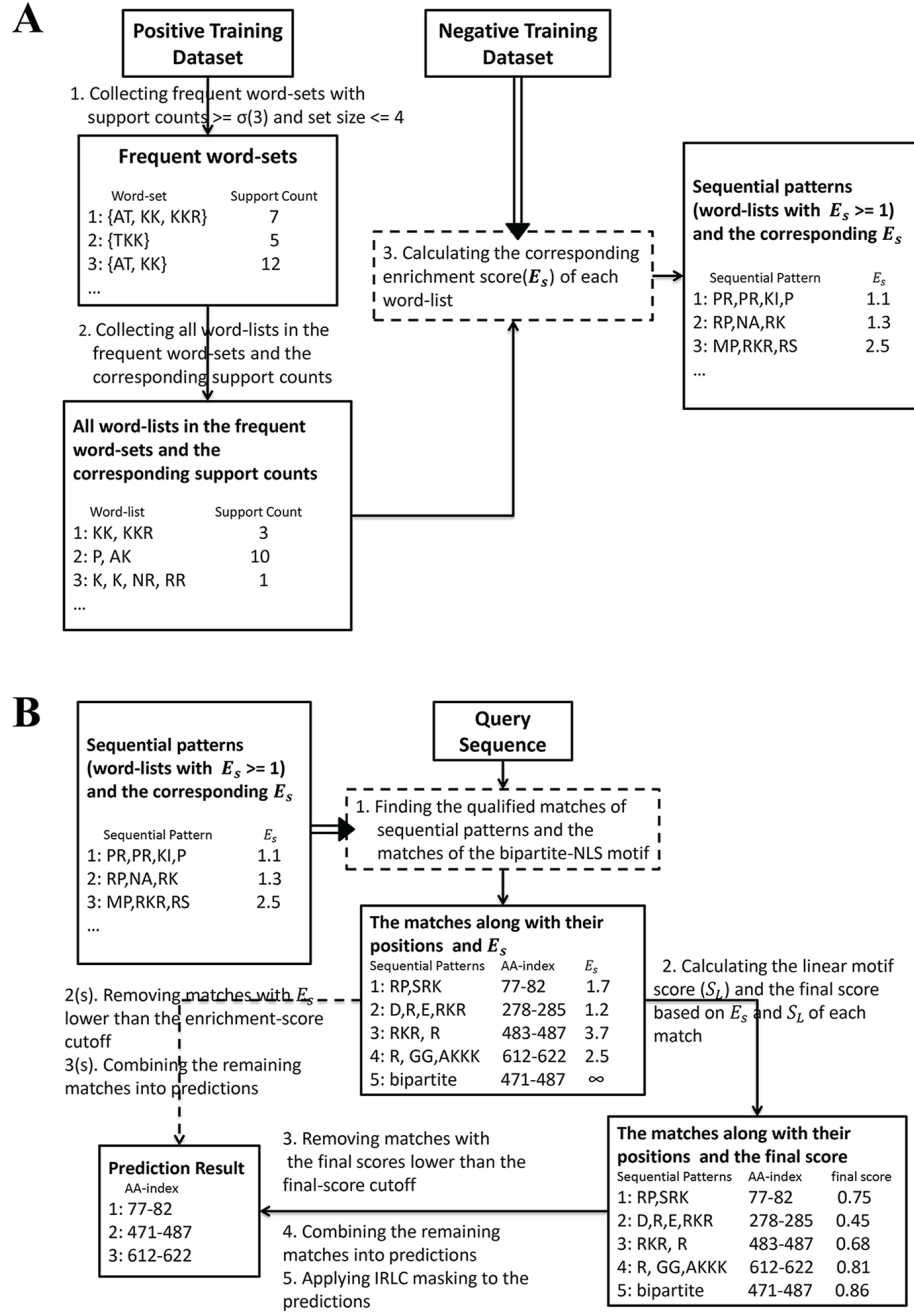 A
Positive Training
Dataset
Negative Training
Dataset
1. Collecting frequent word-sets with
support counts >= σ(3) and set size <= 4
Frequent word-sets
Word-set Support Count
1: {AT, KK, KKR} 7
2: {TKK} 5
3: {AT, KK} 12
...
2. Collecting all word-lists in the
frequent word-sets and the
corresponding support counts
All word-lists in the frequent
word-sets and the
corresponding support counts
Word-list Support Count
1: KK, KKR 3
2: P, AK 10
3: K, K, NR, RR 1
...
3. Calculating the corresponding
enrichment score(E_s) of each
word-list
Sequential patterns
(word-lists with E_s >= 1)
and the corresponding E_s
Sequential Pattern E_s
1: PR,PR,KI,P 1.1
2: RP,NA,RK 1.3
3: MP,RKR,RS 2.5
...
B
Sequential patterns
(word-lists with E_s >= 1)
and the corresponding E_s
Sequential Pattern E_s
1: PR,PR,KI,P 1.1
2: RP,NA,RK 1.3
3: MP,RKR,RS 2.5
...
Query
Sequence
1. Finding the qualified matches of
sequential patterns and the
matches of the bipartite-NLS motif
The matches along with their
positions and E_s
Sequential Patterns AA-index E_s
1: RP,SRK 77-82 1.7
2: D,R,E,RKR 278-285 1.2
3: RKR, R 483-487 3.7
4: R, GG,AKKK 612-622 2.5
5: bipartite 471-487 ∞
2. Calculating the linear motif
score (S_L) and the final score
based on E_s and S_L of each
match
2(s). Removing matches with E_s
lower than the enrichment-score
cutoff
3(s). Combining the remaining
matches into predictions
The matches along with their
positions and the final score
Sequential Patterns AA-index final score
1: RP,SRK 77-82 0.75
2: D,R,E,RKR 278-285 0.45
3: RKR, R 483-487 0.68
4: R, GG,AKKK 612-622 0.81
5: bipartite 471-487 0.86
3. Removing matches with
the final scores lower than the
final-score cutoff
4. Combining the remaining
matches into predictions
5. Applying IRLC masking to the
predictions
Prediction Result
AA-index
1: 77-82
2: 471-487
3: 612-622